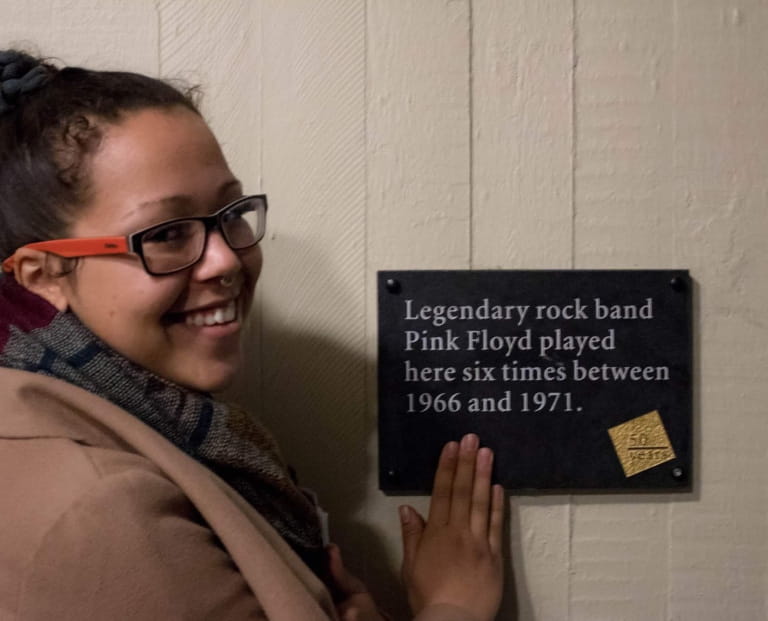 Legendary rock band
Pink Floyd played
here six times between
1966 and 1971.
50
years